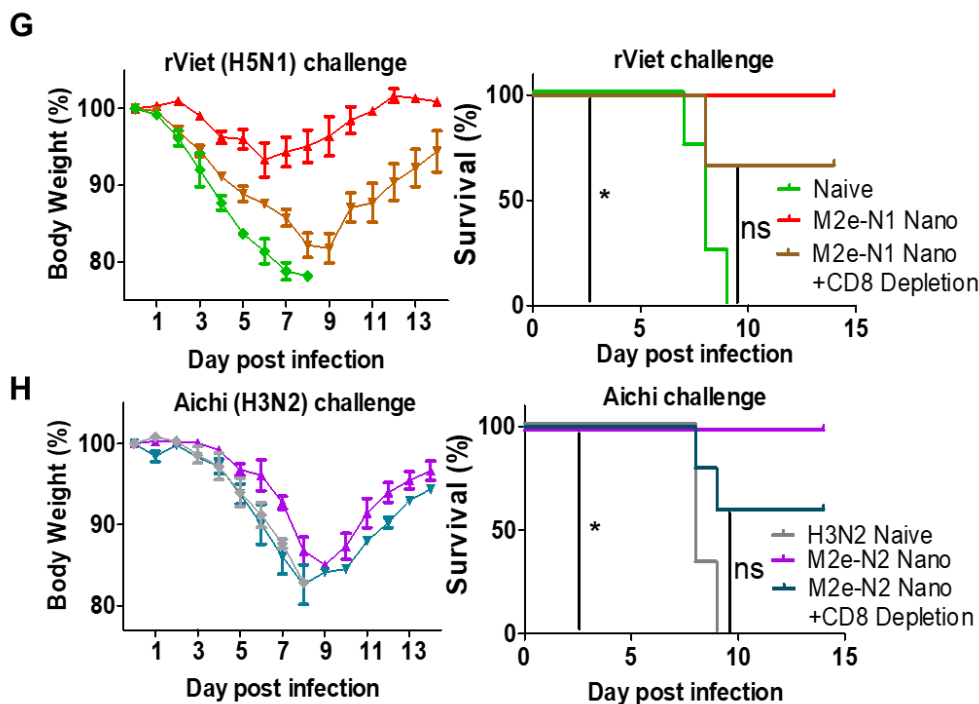 G
rViet (H5N1) challenge
Body Weight (%)
100
90
80
1 3 5 7 9 11 13
Day post infection
rViet challenge
Survival (%)
100
50
0
*
ns
Naive
M2e-N1 Nano
M2e-N1 Nano
+CD8 Depletion
0 5 10 15
Day post infection
H
Aichi (H3N2) challenge
Body Weight (%)
100
90
80
1 3 5 7 9 11 13
Day post infection
Aichi challenge
Survival (%)
100
50
0
*
ns
H3N2 Naive
M2e-N2 Nano
M2e-N2 Nano
+CD8 Depletion
0 5 10 15
Day post infection